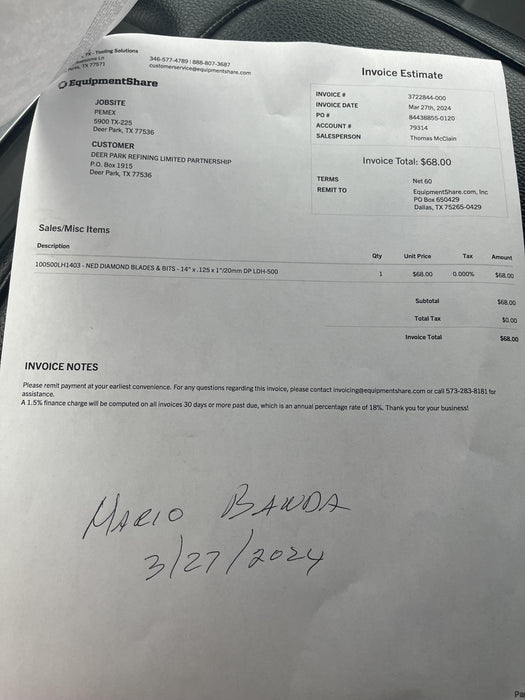 TX - Tooling Solutions
TX 77571
346-577-4789 | 888-807-3687
customerservice@equipmentshare.com
EquipmentShare
JOBSITE
PEMEX
5900 TX-225
Deer Park, TX 77536
CUSTOMER
DEER PARK REFINING LIMITED PARTNERSHIP
P.O. Box 1915
Deer Park, TX 77536
Invoice Estimate
INVOICE # 3722844-000
INVOICE DATE Mar 27th, 2024
PO # 84438855-0120
ACCOUNT # 79314
SALESPERSON Thomas McClain
Invoice Total: $68.00
TERMS Net 60
REMIT TO EquipmentShare.com, Inc
PO Box 650429
Dallas, TX 75265-0429
Sales/Misc Items
Description Qty Unit Price Tax Amount
100500LH1403 - NED DIAMOND BLADES & BITS - 14" x .125 x 1"/20mm DP LDH-500 1 $68.00 0.000% $68.00
Subtotal $68.00
Total Tax $0.00
Invoice Total $68.00
INVOICE NOTES
Please remit payment at your earliest convenience. For any questions regarding this invoice, please contact invoicing@equipmentshare.com or call 573-283-8181 for
assistance.
A 1.5% finance charge will be computed on all invoices 30 days or more past due, which is an annual percentage rate of 18%. Thank you for your business!
MARIO BANDA
3/27/2024